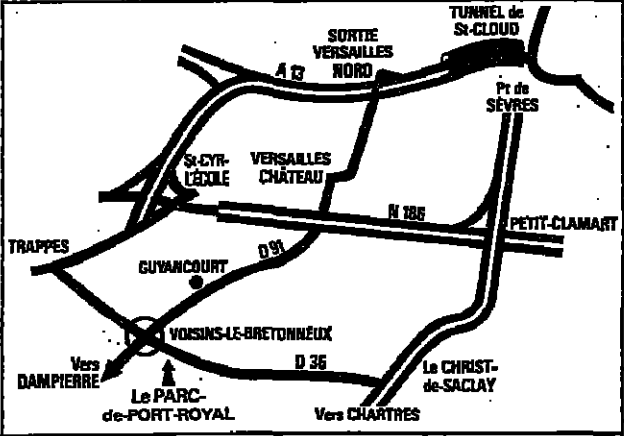 TUNNEL de
St-CLOUD
SORTIE
VERSAILLES
NORD
A 13
Pt de
SÈVRES
St-CYR-
L'ÉCOLE
VERSAILLES
CHÂTEAU
N 186
PETIT-CLAMART
TRAPPES
D 91
GUYANCOURT
VOISINS-LE-BRETONNEUX
Vers
DAMPIERRE
D 36
Le CHRIST-
de-SACLAY
Le PARC-
de-PORT-ROYAL
Vers CHARTRES